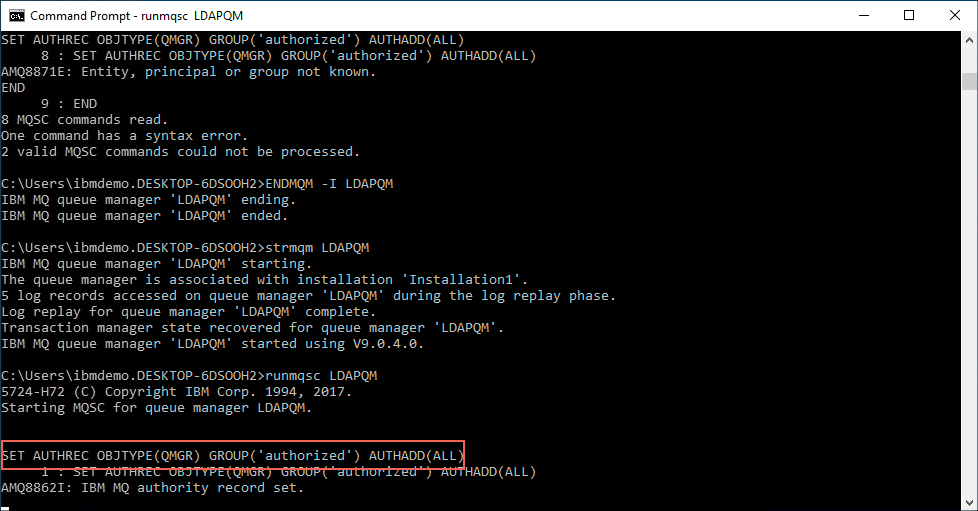 Command Prompt - runmqsc LDAPQM
SET AUTHREC OBJTYPE(QMGR) GROUP('authorized') AUTHADD(ALL)
     8 : SET AUTHREC OBJTYPE(QMGR) GROUP('authorized') AUTHADD(ALL)
AMQ8871E: Entity, principal or group not known.
END
     9 : END
8 MQSC commands read.
One command has a syntax error.
2 valid MQSC commands could not be processed.
C:\Users\ibmdemo.DESKTOP-6DSOOH2>ENDMQM -I LDAPQM
IBM MQ queue manager 'LDAPQM' ending.
IBM MQ queue manager 'LDAPQM' ended.
C:\Users\ibmdemo.DESKTOP-6DSOOH2>strmqm LDAPQM
IBM MQ queue manager 'LDAPQM' starting.
The queue manager is associated with installation 'Installation1'.
5 log records accessed on queue manager 'LDAPQM' during the log replay phase.
Log replay for queue manager 'LDAPQM' complete.
Transaction manager state recovered for queue manager 'LDAPQM'.
IBM MQ queue manager 'LDAPQM' started using V9.0.4.0.
C:\Users\ibmdemo.DESKTOP-6DSOOH2>runmqsc LDAPQM
5724-H72 (C) Copyright IBM Corp. 1994, 2017.
Starting MQSC for queue manager LDAPQM.
SET AUTHREC OBJTYPE(QMGR) GROUP('authorized') AUTHADD(ALL)
     1 : SET AUTHREC OBJTYPE(QMGR) GROUP('authorized') AUTHADD(ALL)
AMQ8862I: IBM MQ authority record set.